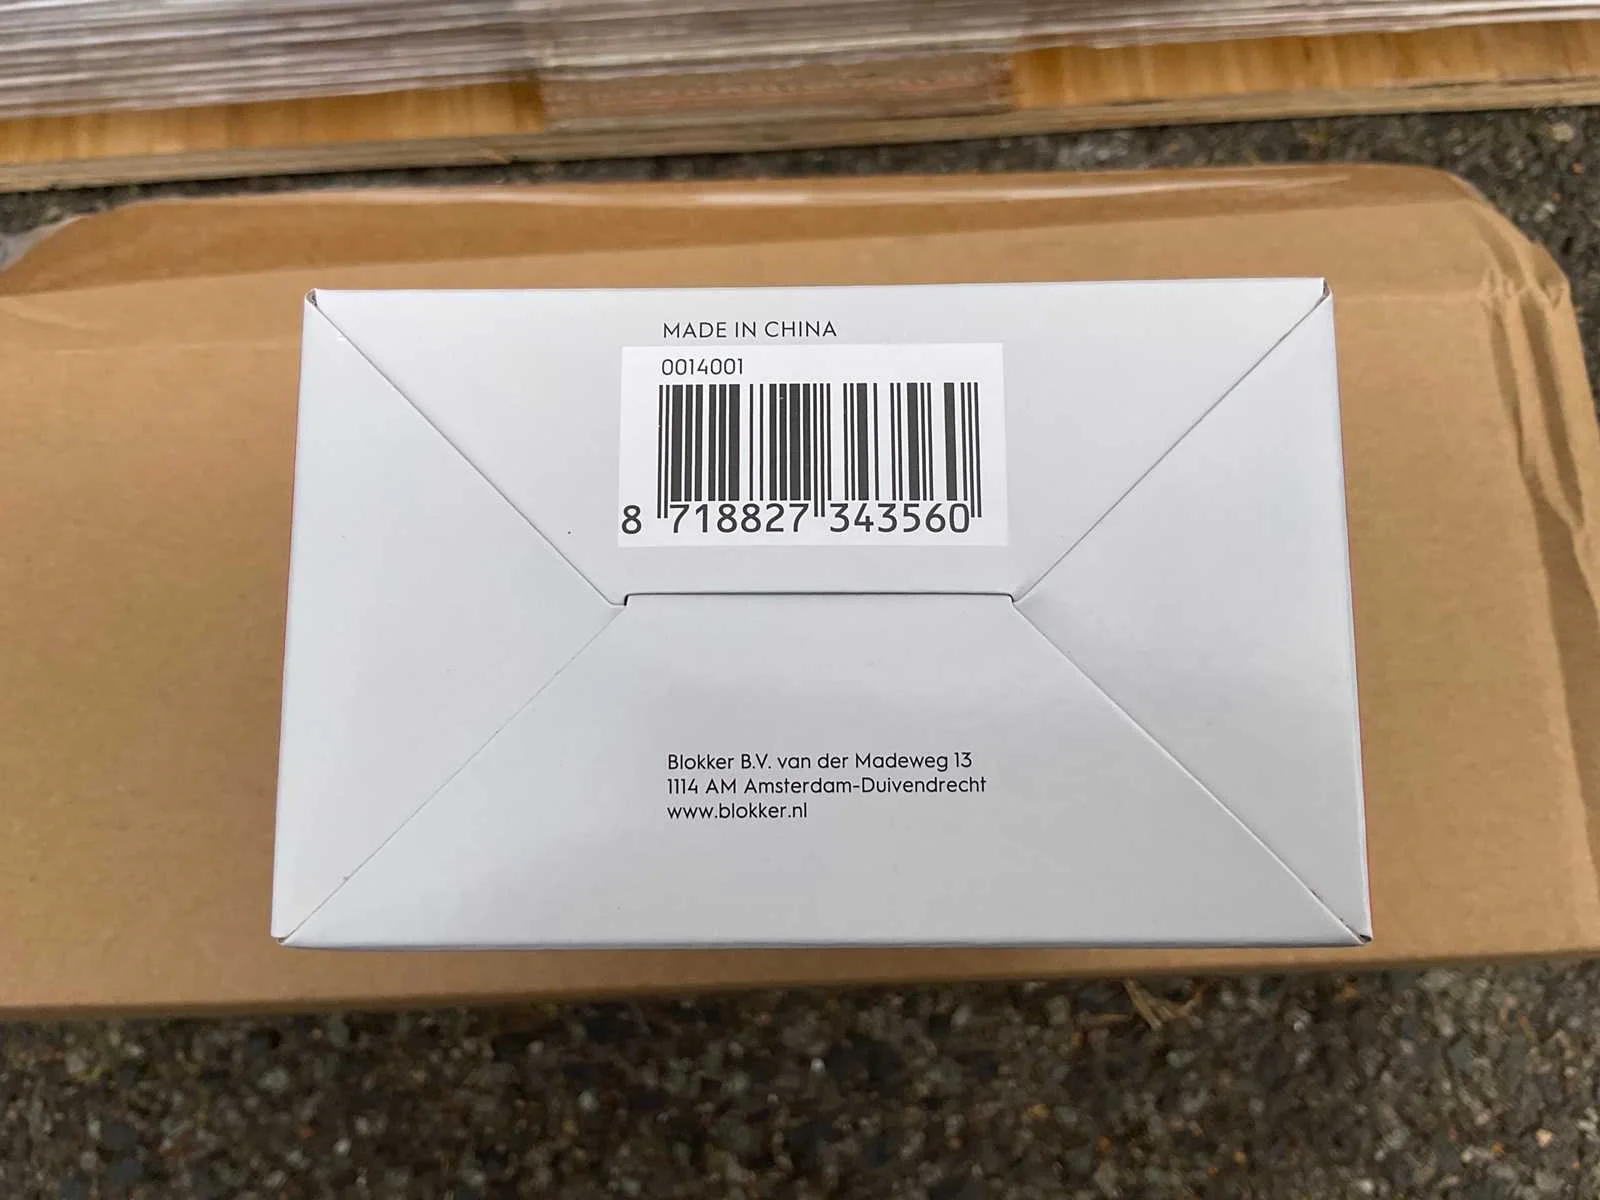 MADE IN CHINA
0014001
8 718827 343560
Blokker B.V. van der Madeweg 13
1114 AM Amsterdam-Duivendrecht
www.blokker.nl